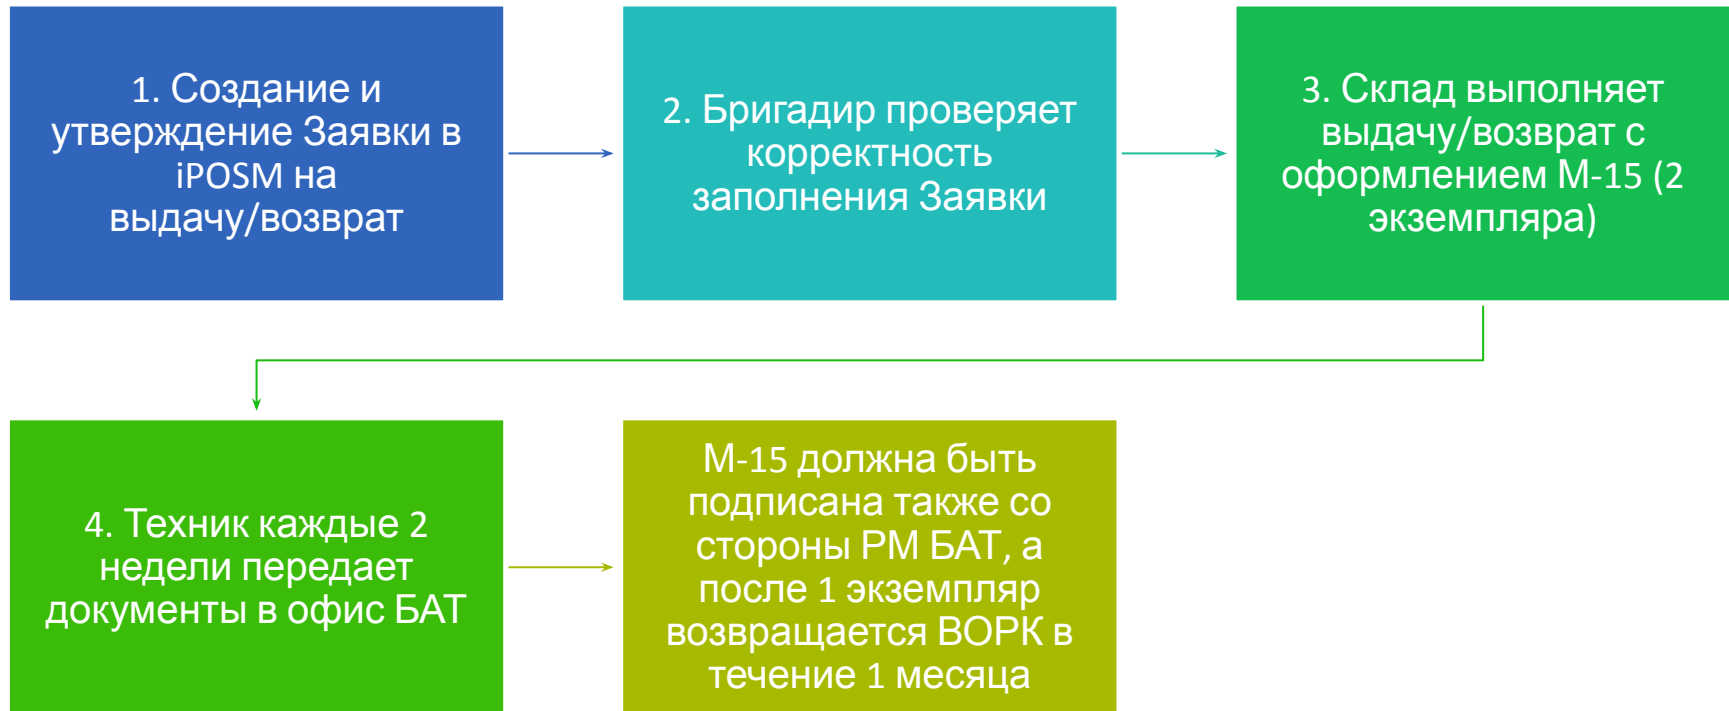 1. Создание и
утверждение Заявки в
iPOSM на
выдачу/возврат
2. Бригадир проверяет
корректность
заполнения Заявки
3. Склад выполняет
выдачу/возврат с
оформлением М-15 (2
экземпляра)
4. Техник каждые 2
недели передает
документы в офис БАТ
М-15 должна быть
подписана также со
стороны РМ БАТ, а
после 1 экземпляр
возвращается ВОРК в
течение 1 месяца